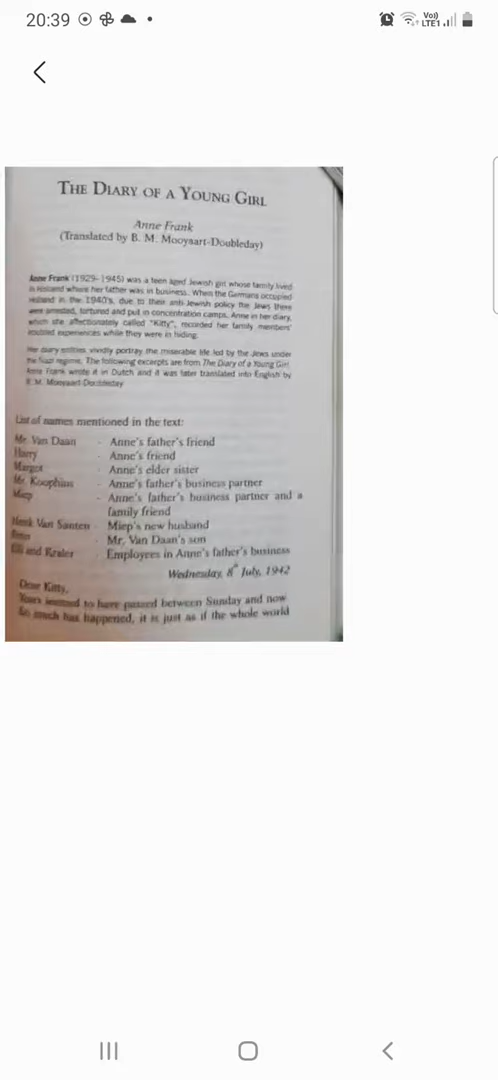 20:39
Vo))
LTE1
THE DIARY OF A YOUNG GIRL
Anne Frank
(Translated by B. M. Mooyaart-Doubleday)
Anne Frank (1929-1945) was a teen aged Jewish girl whose family lived
in Holland where her father was in business. When the Germans occupied
Holland in the 1940's, due to their anti-Jewish policy the Jews there
were arrested, tortured and put in concentration camps. Anne in her diary,
which she affectionately called "Kitty", recorded her family members'
experiences while they were in hiding.
Her diary entries vividly portray the miserable life led by the Jews under
the Nazi regime. The following excerpts are from The Diary of a Young Girl.
Anne Frank wrote it in Dutch and it was later translated into English by
B. M. Mooyaart-Doubleday
List of names mentioned in the text:
Mr. Van Daan - Anne's father's friend
Harry - Anne's friend
Margot - Anne's elder sister
Mr. Koophius - Anne's father's business partner
Miep - Anne's father's business partner and a
family friend
Henk Van Santen - Miep's new husband
- Mr. Van Daan's son
Elli and Kraler - Employees in Anne's father's business
Wednesday, 8th July, 1942
Dear Kitty,
Years seemed to have passed between Sunday and now.
So much has happened, it is just as if the whole world